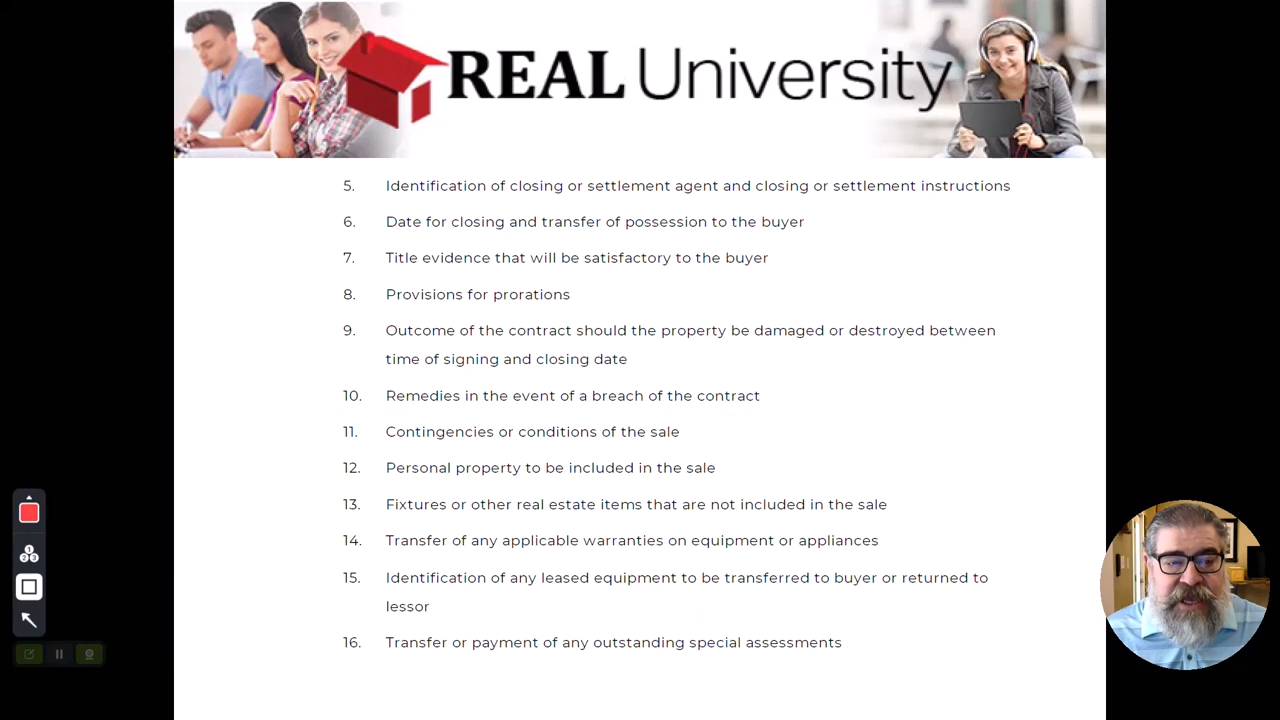 REAL University
5. Identification of closing or settlement agent and closing or settlement instructions
6. Date for closing and transfer of possession to the buyer
7. Title evidence that will be satisfactory to the buyer
8. Provisions for prorations
9. Outcome of the contract should the property be damaged or destroyed between
time of signing and closing date
10. Remedies in the event of a breach of the contract
11. Contingencies or conditions of the sale
12. Personal property to be included in the sale
13. Fixtures or other real estate items that are not included in the sale
14. Transfer of any applicable warranties on equipment or appliances
15. Identification of any leased equipment to be transferred to buyer or returned to
lessor
16. Transfer or payment of any outstanding special assessments